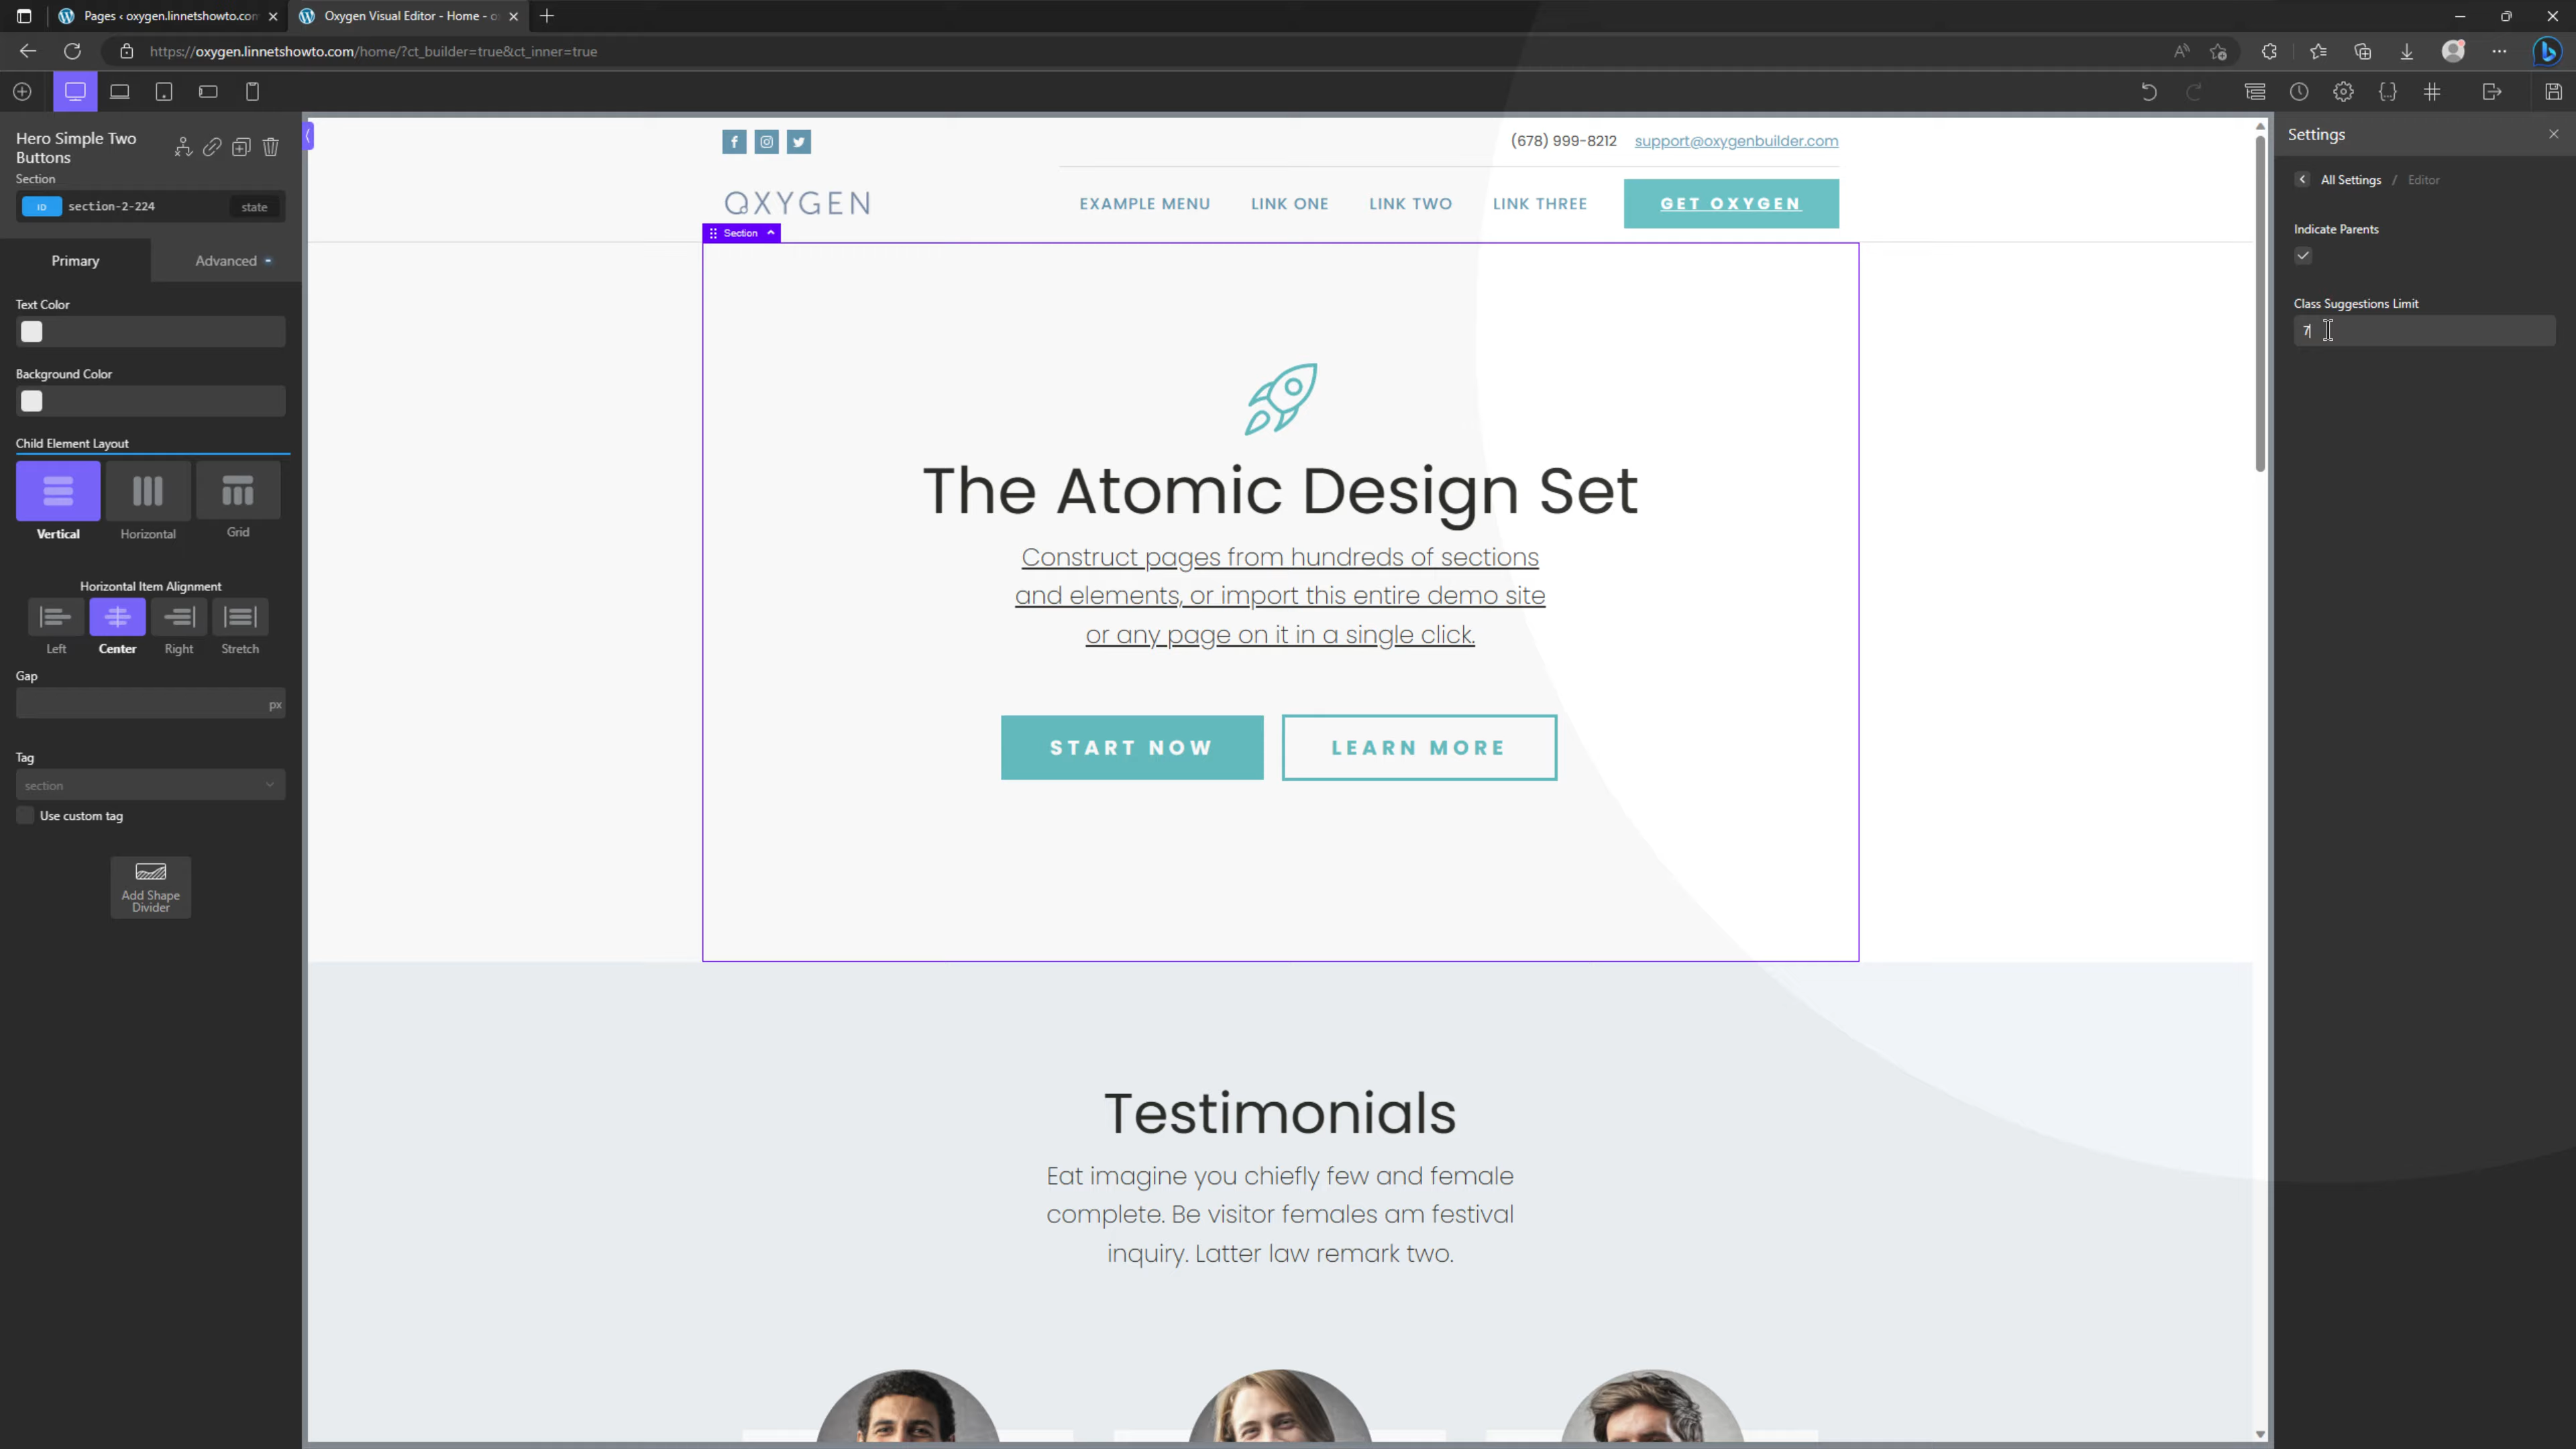 Pages ‹ oxygen.linnetshowto.com
Oxygen Visual Editor - Home - o
https://oxygen.linnetshowto.com/home/?ct_builder=true&ct_inner=true
Hero Simple Two
Buttons
Section
ID section-2-224 state
Primary Advanced
Text Color
Background Color
Child Element Layout
Vertical Horizontal Grid
Horizontal Item Alignment
Left Center Right Stretch
Gap
px
Tag
section
Use custom tag
Add Shape
Divider
(678) 999-8212 support@oxygenbuilder.com
OXYGEN
EXAMPLE MENU LINK ONE LINK TWO LINK THREE GET OXYGEN
Section
The Atomic Design Set
Construct pages from hundreds of sections
and elements, or import this entire demo site
or any page on it in a single click.
START NOW LEARN MORE
Testimonials
Eat imagine you chiefly few and female
complete. Be visitor females am festival
inquiry. Latter law remark two.
Settings
All Settings / Editor
Indicate Parents
Class Suggestions Limit
7